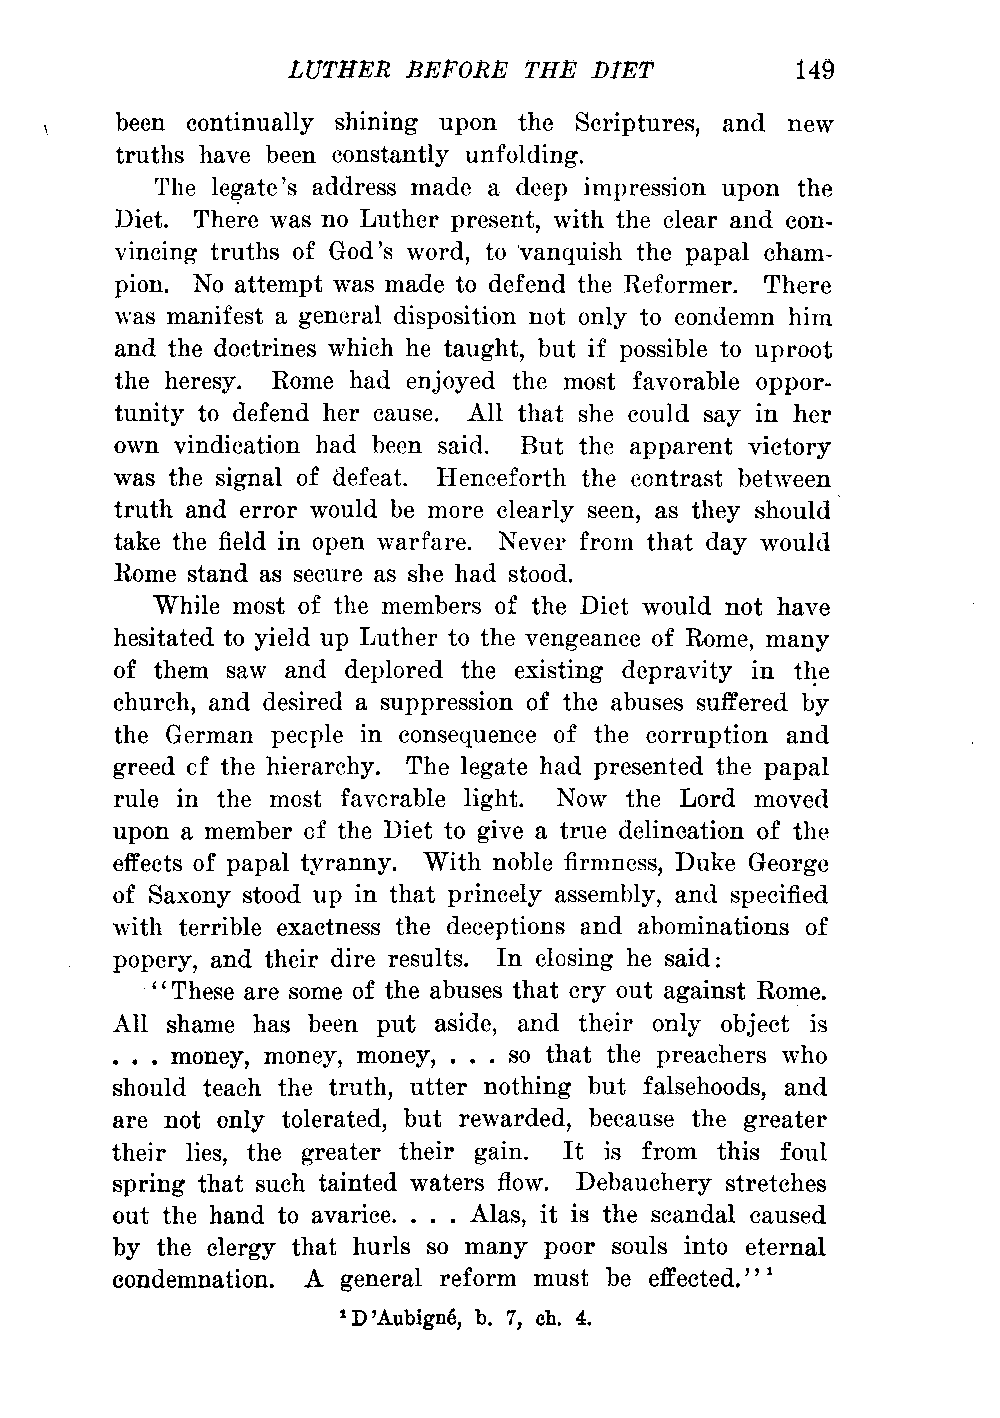 LUTHER BEFORE THE DIET 149
been continually shining upon the Scriptures, and new
truths have been constantly unfolding.
The legate's address made a deep impression upon the
Diet. There was no Luther present, with the clear and con-
vincing truths of God's word, to vanquish the papal cham-
pion. No attempt was made to defend the Reformer. There
was manifest a general disposition not only to condemn him
and the doctrines which he taught, but if possible to uproot
the heresy. Rome had enjoyed the most favorable oppor-
tunity to defend her cause. All that she could say in her
own vindication had been said. But the apparent victory
was the signal of defeat. Henceforth the contrast between
truth and error would be more clearly seen, as they should
take the field in open warfare. Never from that day would
Rome stand as secure as she had stood.
While most of the members of the Diet would not have
hesitated to yield up Luther to the vengeance of Rome, many
of them saw and deplored the existing depravity in the
church, and desired a suppression of the abuses suffered by
the German people in consequence of the corruption and
greed of the hierarchy. The legate had presented the papal
rule in the most favorable light. Now the Lord moved
upon a member of the Diet to give a true delineation of the
effects of papal tyranny. With noble firmness, Duke George
of Saxony stood up in that princely assembly, and specified
with terrible exactness the deceptions and abominations of
popery, and their dire results. In closing he said:
"These are some of the abuses that cry out against Rome.
All shame has been put aside, and their only object is
. . . money, money, money, . . . so that the preachers who
should teach the truth, utter nothing but falsehoods, and
are not only tolerated, but rewarded, because the greater
their lies, the greater their gain. It is from this foul
spring that such tainted waters flow. Debauchery stretches
out the hand to avarice. . . . Alas, it is the scandal caused
by the clergy that hurls so many poor souls into eternal
condemnation. A general reform must be effected."¹
¹D'Aubigné, b. 7, ch. 4.